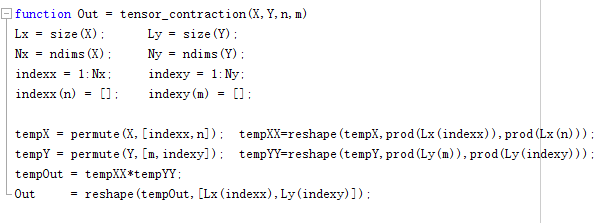 function Out = tensor_contraction(X,Y,n,m)
Lx = size(X);     Ly = size(Y);
Nx = ndims(X);    Ny = ndims(Y);
indexx = 1:Nx;    indexy = 1:Ny;
indexx(n) = [];   indexy(m) = [];
tempX = permute(X,[indexx,n]);  tempXX=reshape(tempX,prod(Lx(indexx)),prod(Lx(n)));
tempY = permute(Y,[m,indexy]);  tempYY=reshape(tempY,prod(Ly(m)),prod(Ly(indexy)));
tempOut = tempXX*tempYY;
Out     = reshape(tempOut,[Lx(indexx),Ly(indexy)]);